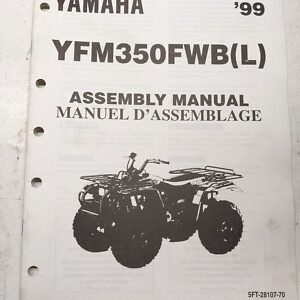 YAMAHA '99
YFM350FWB(L)
ASSEMBLY MANUAL
MANUEL D'ASSEMBLAGE
5FT-28107-70